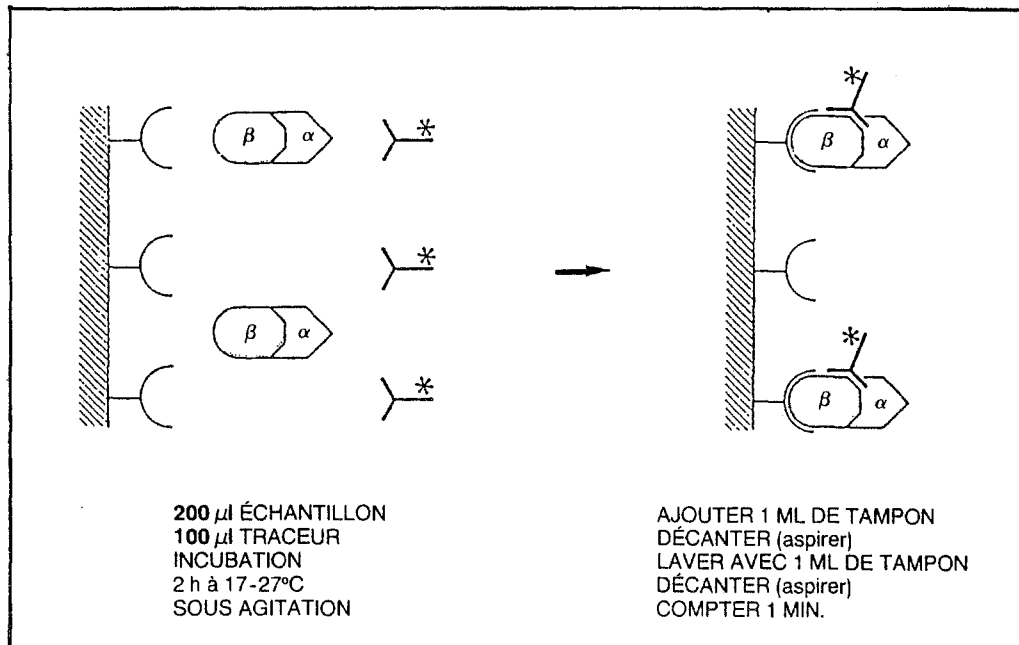 β α
β α
β α
β α
200 µl ÉCHANTILLON
100 µl TRACEUR
INCUBATION
2 h à 17-27ºC
SOUS AGITATION
AJOUTER 1 ML DE TAMPON
DÉCANTER (aspirer)
LAVER AVEC 1 ML DE TAMPON
DÉCANTER (aspirer)
COMPTER 1 MIN.